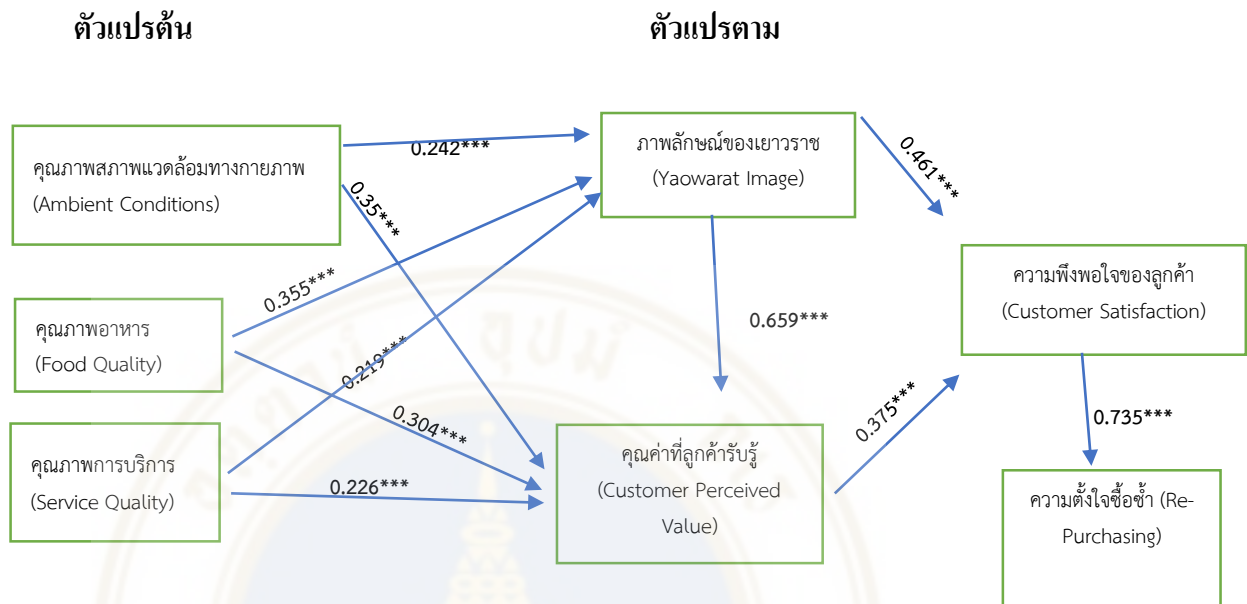 ตัวแปรต้น
ตัวแปรตาม
คุณภาพสภาพแวดล้อมทางกายภาพ
(Ambient Conditions)
0.242***
0.35***
ภาพลักษณ์ของเยาวราช
(Yaowarat Image)
0.461***
คุณภาพอาหาร
(Food Quality)
0.355***
0.304***
0.659***
ความพึงพอใจของลูกค้า
(Customer Satisfaction)
คุณภาพการบริการ
(Service Quality)
0.219***
0.226***
คุณค่าที่ลูกค้ารับรู้
(Customer Perceived
Value)
0.375***
0.735***
ความตั้งใจซื้อซ้ำ (Re-
Purchasing)